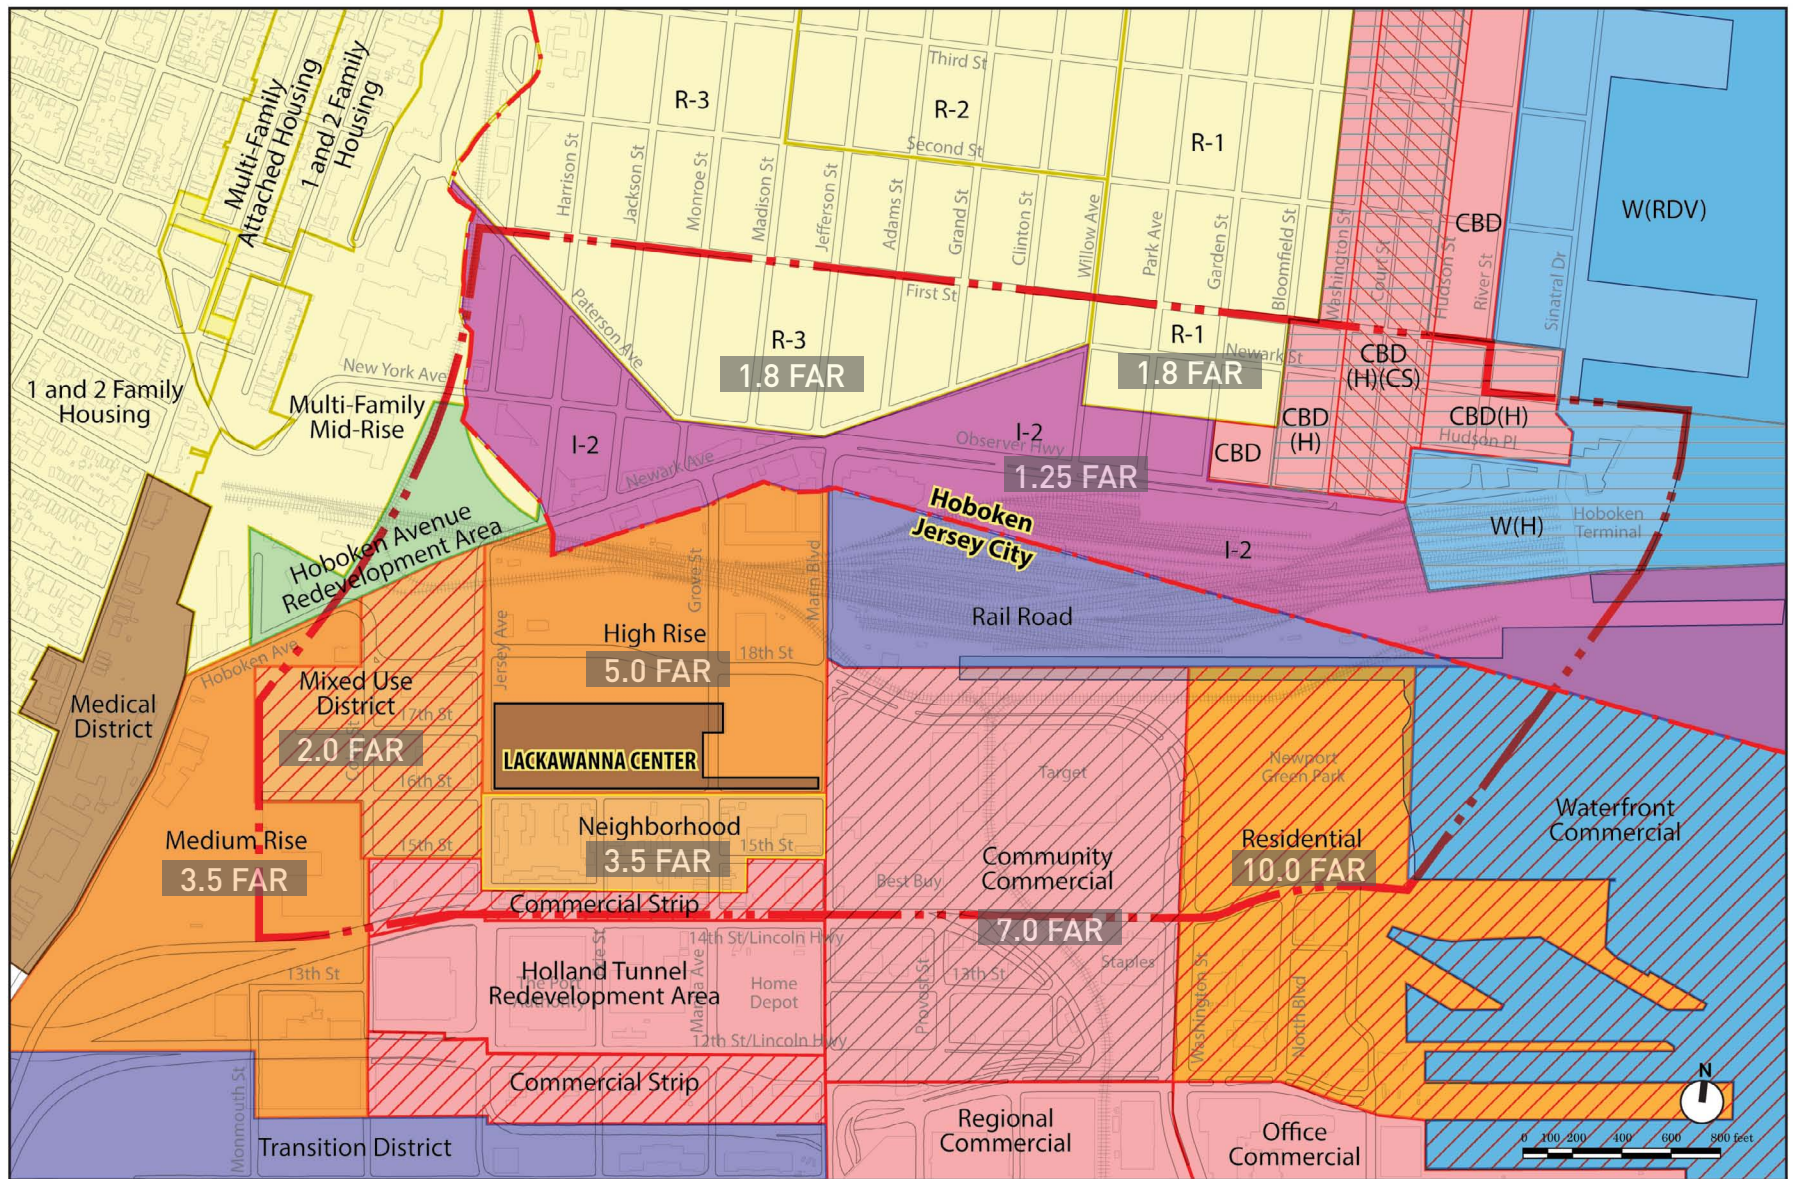 Multi-Family
Attached Housing
1 and 2 Family
Housing
R-3
Third St
R-2
Second St
R-1
W(RDV)
CBD
Harrison St
Jackson St
Monroe St
Madison St
Jefferson St
Adams St
Grand St
Clinton St
Willow Ave
Park Ave
Garden St
Bloomfield St
Washington St
Court St
Hudson St
River St
Sinatral Dr
Paterson Ave
First St
R-3
1.8 FAR
R-1
Newark St
1.8 FAR
CBD
(H)(CS)
CBD
(H)
CBD(H)
Hudson Pl
CBD
New York Ave
1 and 2 Family
Housing
Multi-Family
Mid-Rise
I-2
Newark Ave
I-2
Observer Hwy
1.25 FAR
Hoboken
Jersey City
I-2
W(H)
Hoboken
Terminal
Hoboken Avenue
Redevelopment Area
Hoboken Ave
Medical
District
Jersey Ave
Grove St
Marin Blvd
High Rise
5.0 FAR
18th St
Rail Road
Mixed Use
District
17th St
2.0 FAR
16th St
LACKAWANNA CENTER
Target
Newport
Green Park
Waterfront
Commercial
Medium Rise
3.5 FAR
15th St
Neighborhood
3.5 FAR
15th St
Community
Commercial
Best Buy
Residential
10.0 FAR
Commercial Strip
7.0 FAR
14th St/Lincoln Hwy
13th St
Holland Tunnel
Redevelopment Area
The Port
Authority
Home
Depot
13th St
Staples
Provost St
Washington St
North Blvd
12th St/Lincoln Hwy
Commercial Strip
Monmouth St
Transition District
Regional
Commercial
Office
Commercial
N
0 100 200 400 600 800 feet